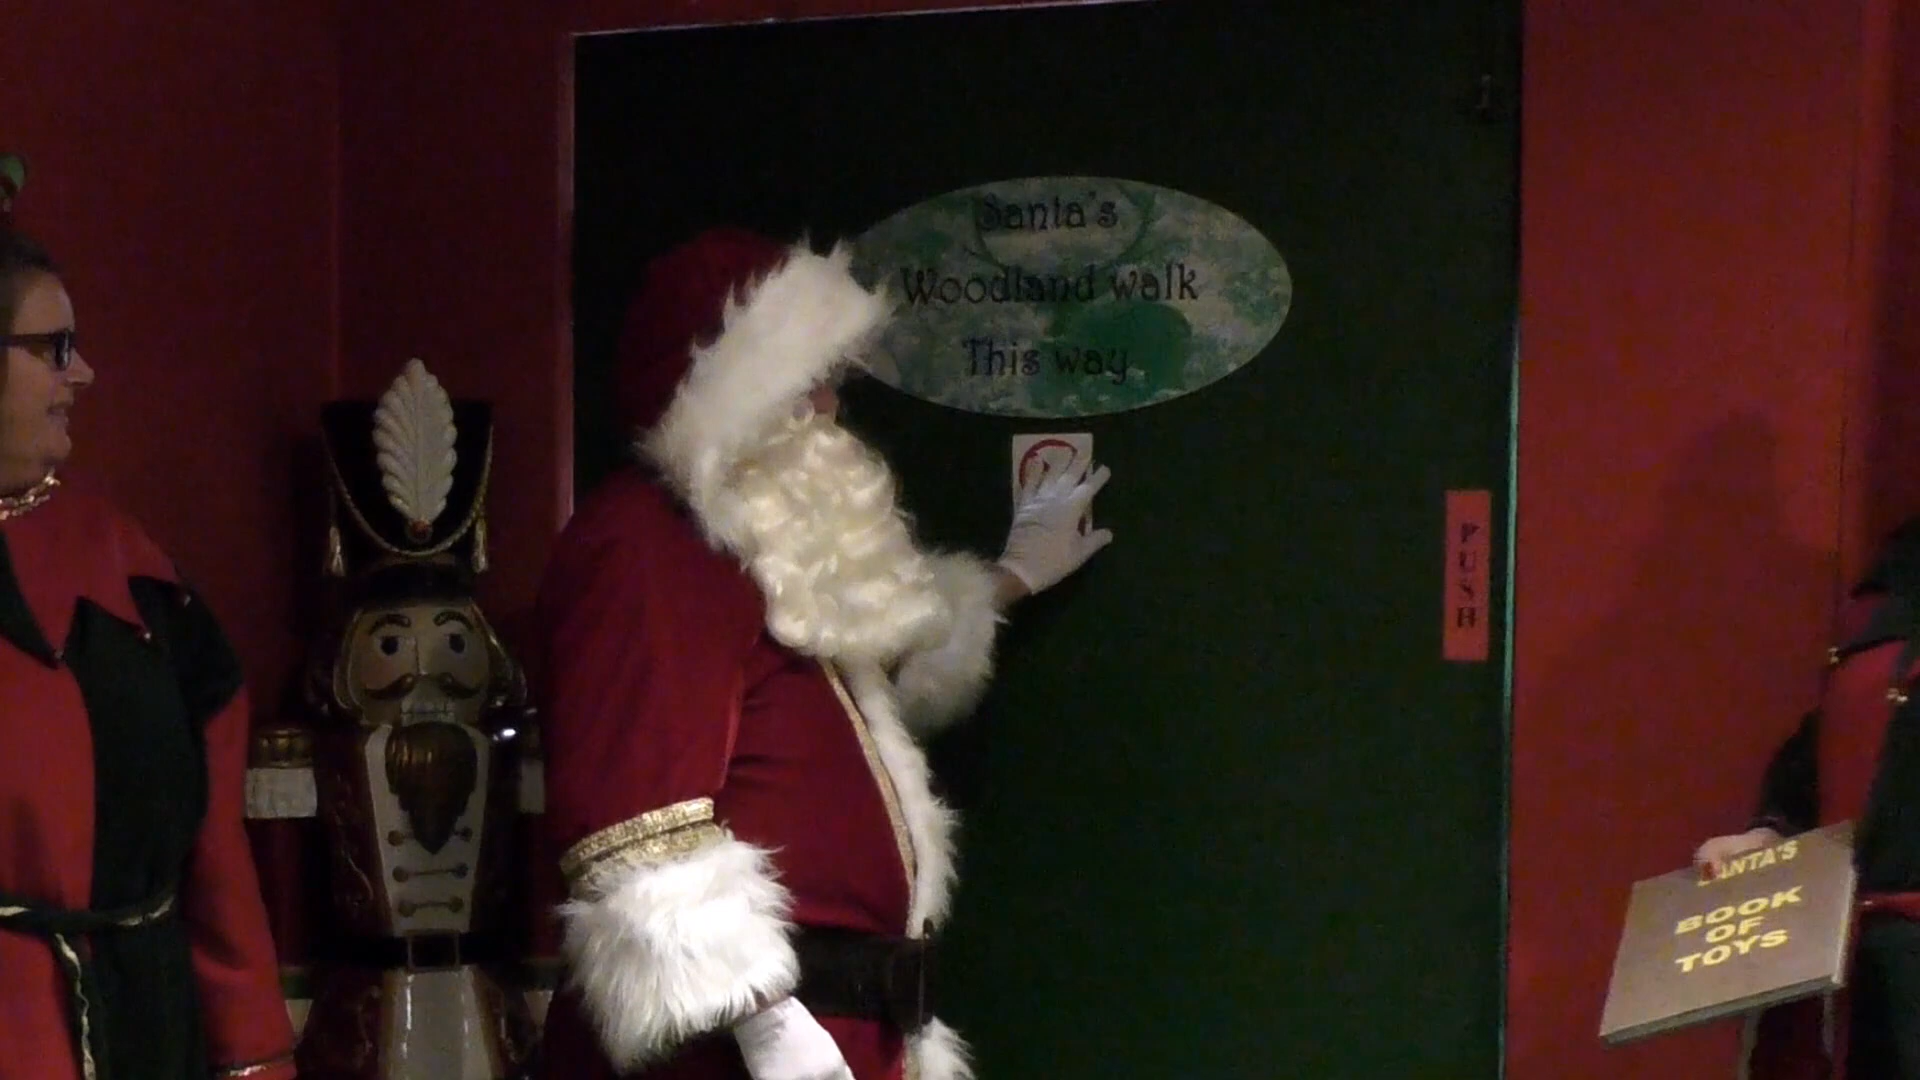 Santa's
Woodland walk
This way
PUSH
SANTA'S
BOOK
OF
TOYS